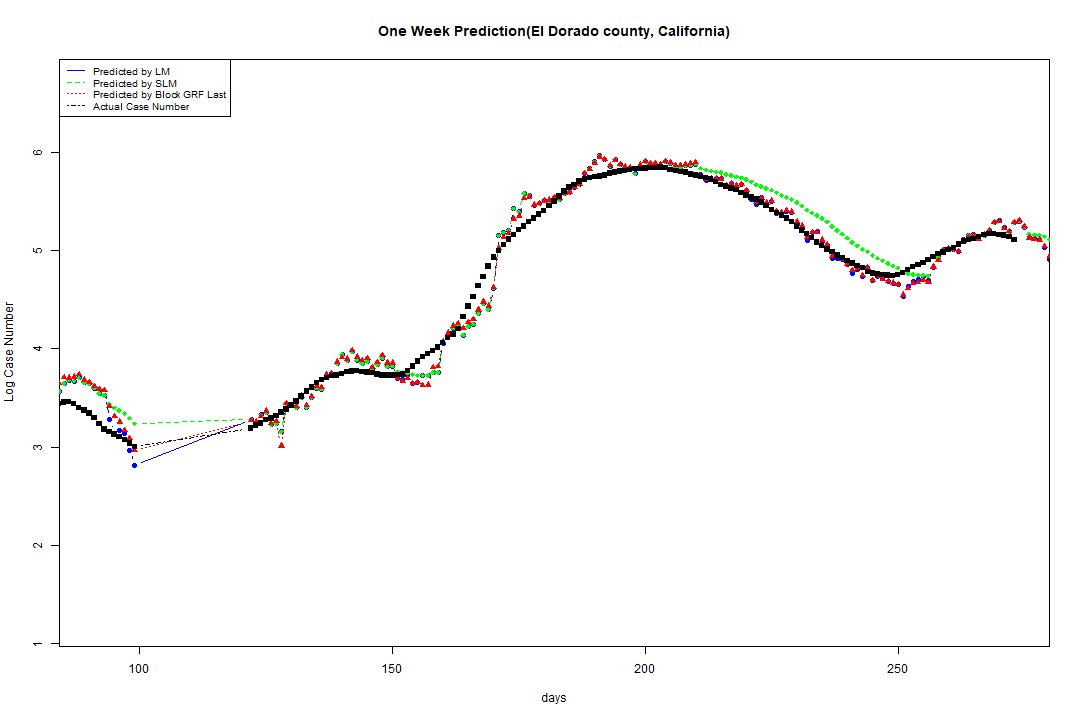 One Week Prediction(El Dorado county, California)
Predicted by LM
Predicted by SLM
Predicted by Block GRF Last
Actual Case Number
6
5
4
3
2
1
Log Case Number
100 150 200 250
days